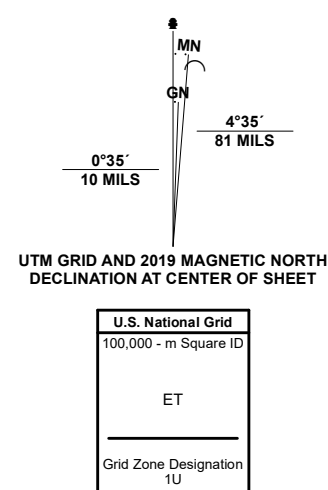 MN
GN
4°35´
81 MILS
0°35´
10 MILS
UTM GRID AND 2019 MAGNETIC NORTH
DECLINATION AT CENTER OF SHEET
U.S. National Grid
100,000 - m Square ID
ET
Grid Zone Designation
1U